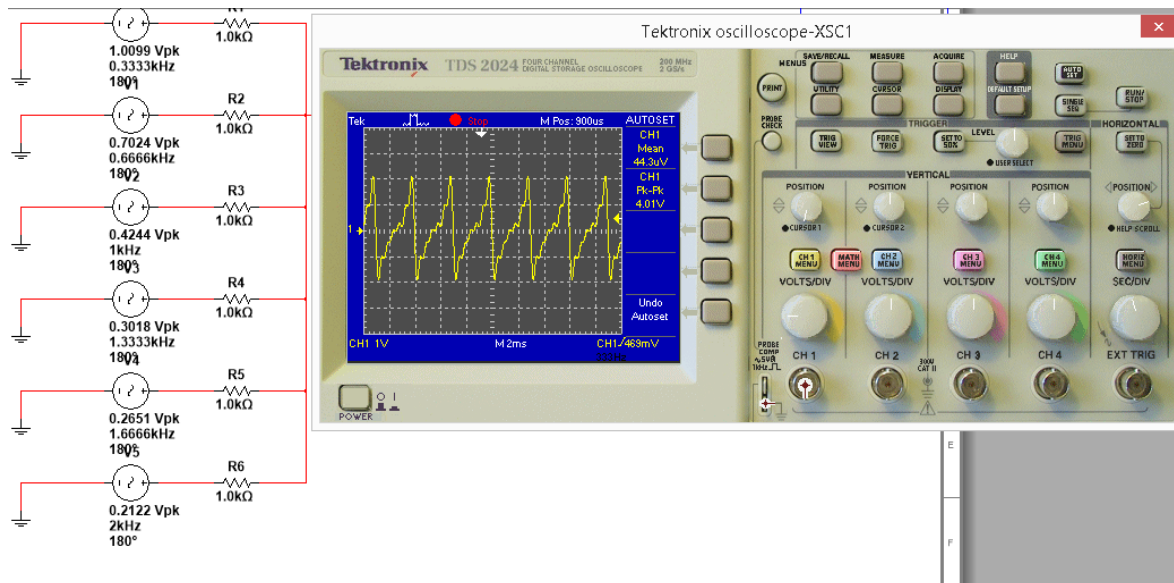 R1
1.0kΩ
1.0099 Vpk
0.3333kHz
180°
V1
R2
1.0kΩ
0.7024 Vpk
0.6666kHz
180°
V2
R3
1.0kΩ
0.4244 Vpk
1kHz
180°
V3
R4
1.0kΩ
0.3018 Vpk
1.3333kHz
180°
V4
R5
1.0kΩ
0.2651 Vpk
1.6666kHz
180°
V5
R6
1.0kΩ
0.2122 Vpk
2kHz
180°
Tektronix oscilloscope-XSC1
Tektronix TDS 2024 FOUR CHANNEL DIGITAL STORAGE OSCILLOSCOPE
200 MHz
2 GS/s
Tek Stop M Pos: 900us AUTOSET
CH1
Mean
44.3uV
CH1
Pk-Pk
4.01V
1
Undo
Autoset
CH1 1V M 2ms CH1 469mV
333Hz
POWER
PRINT
MENUS
SAVE/RECALL MEASURE ACQUIRE
UTILITY CURSOR DISPLAY
HELP
DEFAULT SETUP
AUTO SET
SINGLE SEQ
RUN/STOP
PROBE CHECK
TRIGGER
TRIG VIEW
FORCE TRIG
SET TO 50%
LEVEL
USER SELECT
TRIG MENU
HORIZONTAL
SET TO ZERO
VERTICAL
POSITION POSITION POSITION POSITION POSITION
CURSOR 1 CURSOR 2 HELP SCROLL
CH 1 MENU
MATH MENU
CH 2 MENU
CH 3 MENU
CH 4 MENU
HORIZ MENU
VOLTS/DIV VOLTS/DIV VOLTS/DIV VOLTS/DIV SEC/DIV
PROBE COMP
~5V@
1kHz
CH 1 CH 2 CH 3 CH 4 EXT TRIG
300V
CAT II
E
F